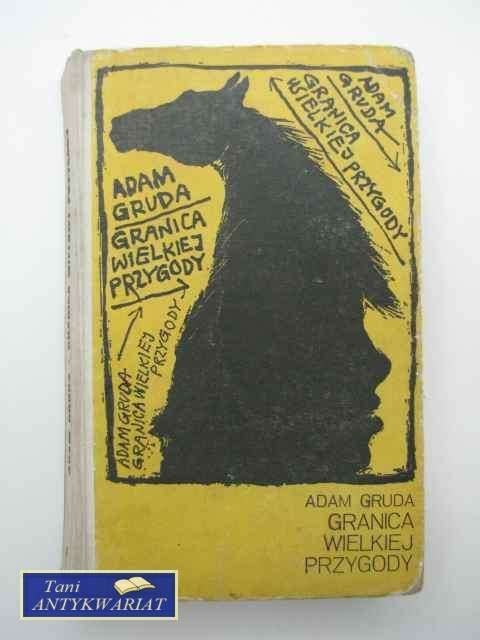 ADAM
GRUDA
GRANICA
WIELKIEJ
PRZYGODY
ADAM
GRUDA
GRANICA
WIELKIEJ PRZYGODY
ADAM GRUDA
GRANICA WIELKIEJ
PRZYGODY
ADAM GRUDA
GRANICA
WIELKIEJ
PRZYGODY
Tani
ANTYKWARIAT